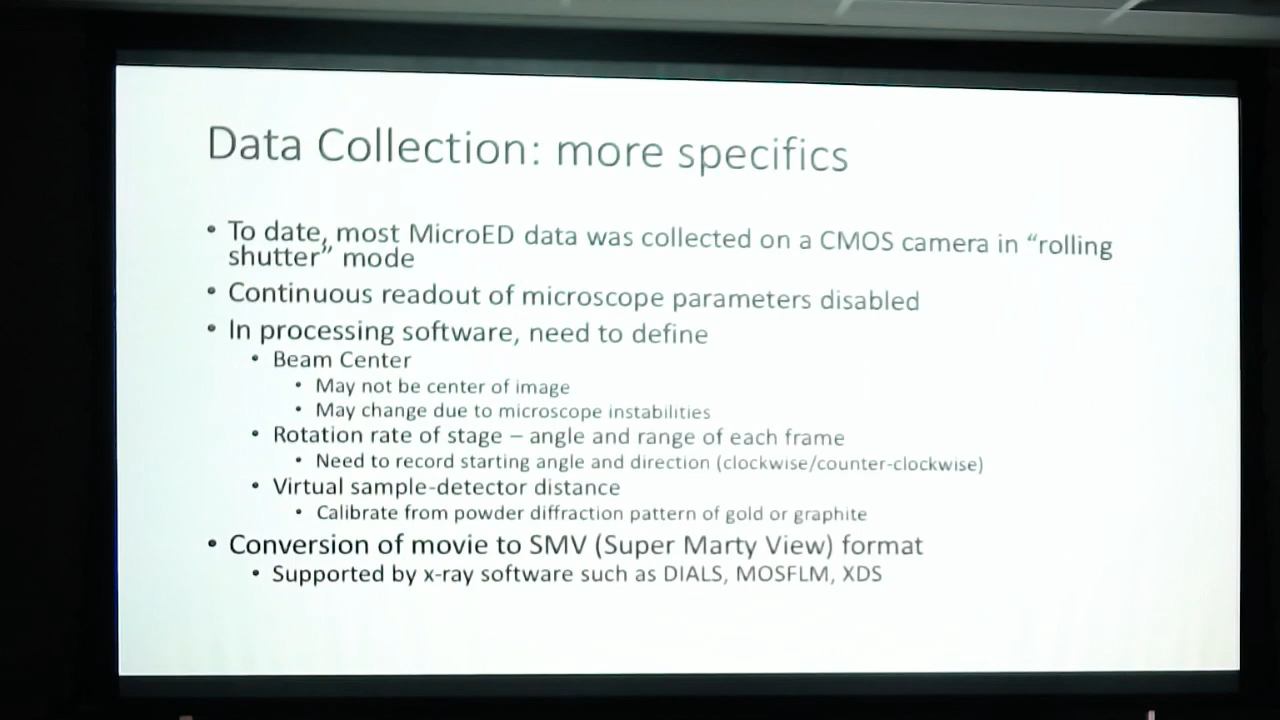 Data Collection: more specifics
• To date, most MicroED data was collected on a CMOS camera in “rolling
shutter” mode
• Continuous readout of microscope parameters disabled
• In processing software, need to define
• Beam Center
• May not be center of image
• May change due to microscope instabilities
• Rotation rate of stage – angle and range of each frame
• Need to record starting angle and direction (clockwise/counter-clockwise)
• Virtual sample-detector distance
• Calibrate from powder diffraction pattern of gold or graphite
• Conversion of movie to SMV (Super Marty View) format
• Supported by x-ray software such as DIALS, MOSFLM, XDS